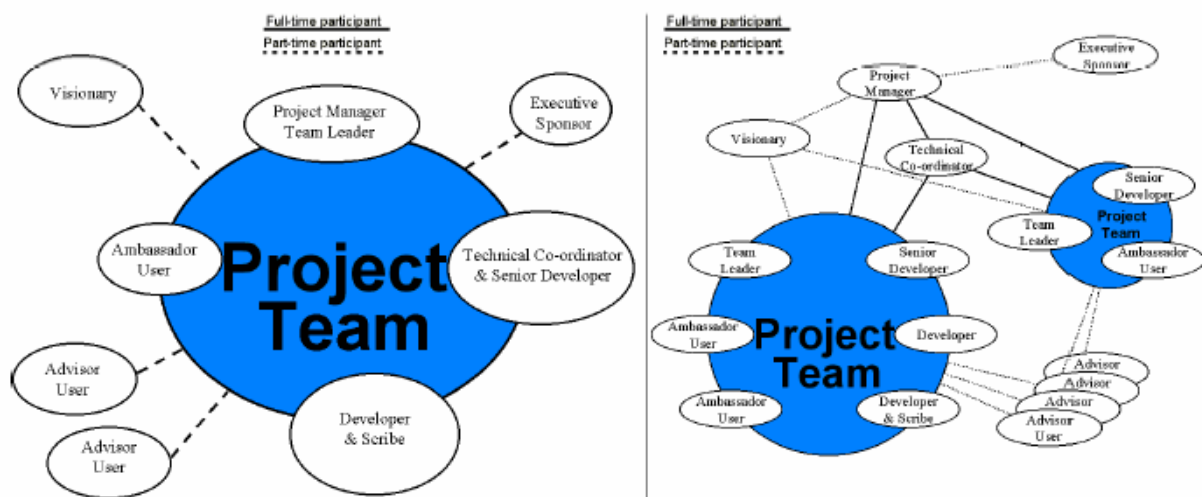 Full-time participant
Part-time participant
Visionary
Project Manager
Team Leader
Executive
Sponsor
Ambassador
User
Project
Team
Technical Co-ordinator
& Senior Developer
Advisor
User
Advisor
User
Developer
& Scribe
Full-time participant
Part-time participant
Executive
Sponsor
Project
Manager
Visionary
Technical
Co-ordinator
Senior
Developer
Project
Team
Team
Leader
Ambassador
User
Team
Leader
Senior
Developer
Ambassador
User
Project
Team
Developer
Ambassador
User
Developer
& Scribe
Advisor
Advisor
Advisor
Advisor
User